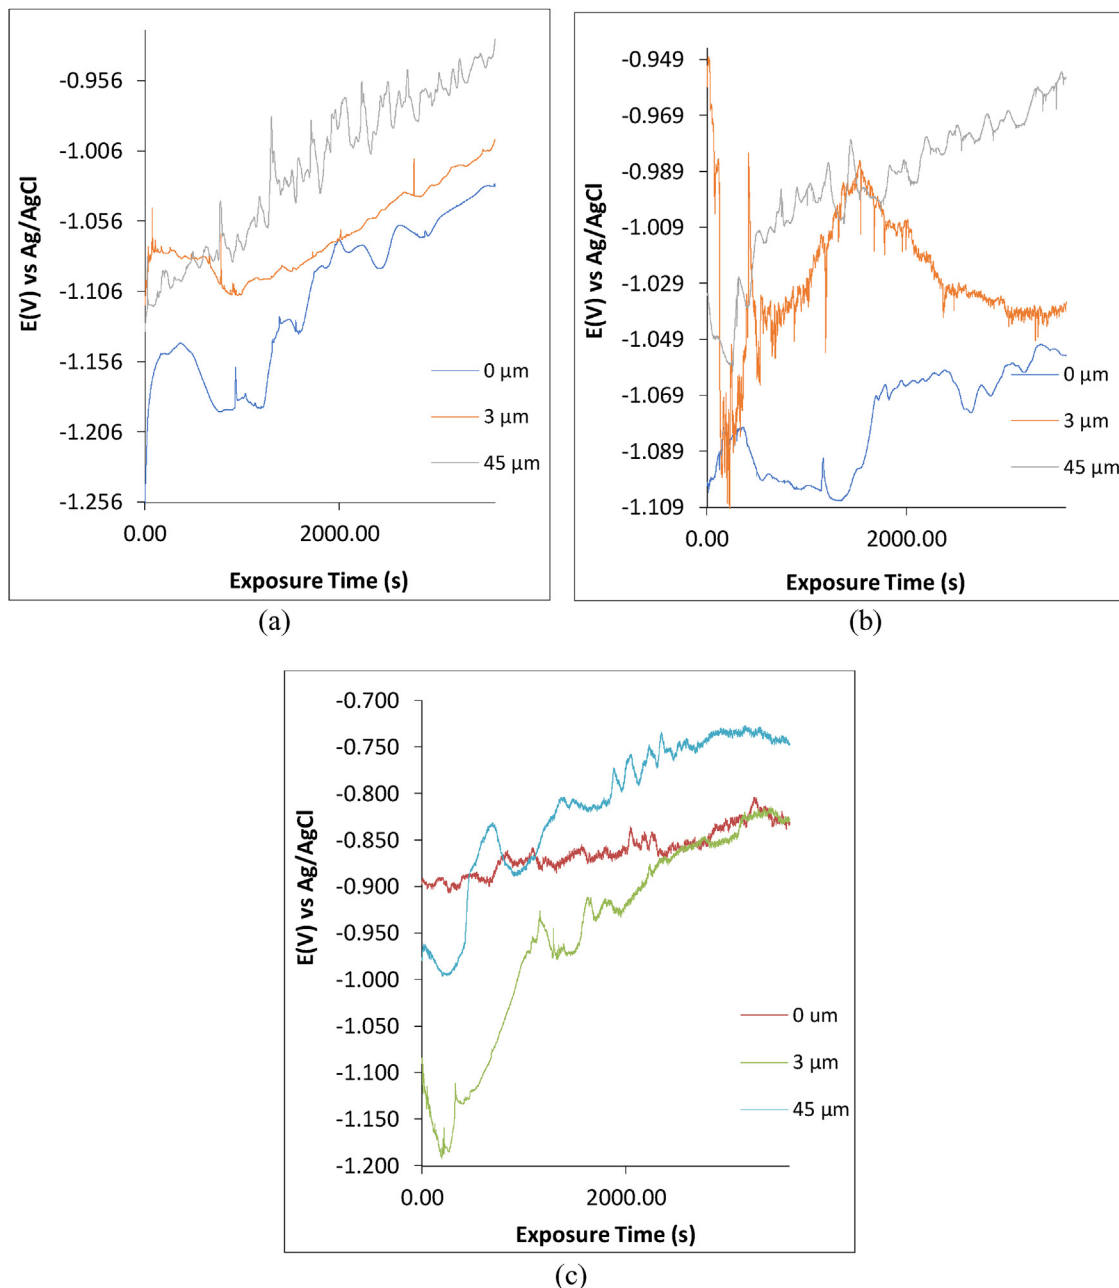 -0.956
-1.006
-1.056
-1.106
-1.156
-1.206
-1.256
E(V) vs Ag/AgCl
0.00 2000.00
Exposure Time (s)
0 µm
3 µm
45 µm
(a)
-0.949
-0.969
-0.989
-1.009
-1.029
-1.049
-1.069
-1.089
-1.109
E(V) vs Ag/AgCl
0.00 2000.00
Exposure Time (s)
0 µm
3 µm
45 µm
(b)
-0.700
-0.750
-0.800
-0.850
-0.900
-0.950
-1.000
-1.050
-1.100
-1.150
-1.200
E(V) vs Ag/AgCl
0.00 2000.00
Exposure Time (s)
0 um
3 µm
45 µm
(c)